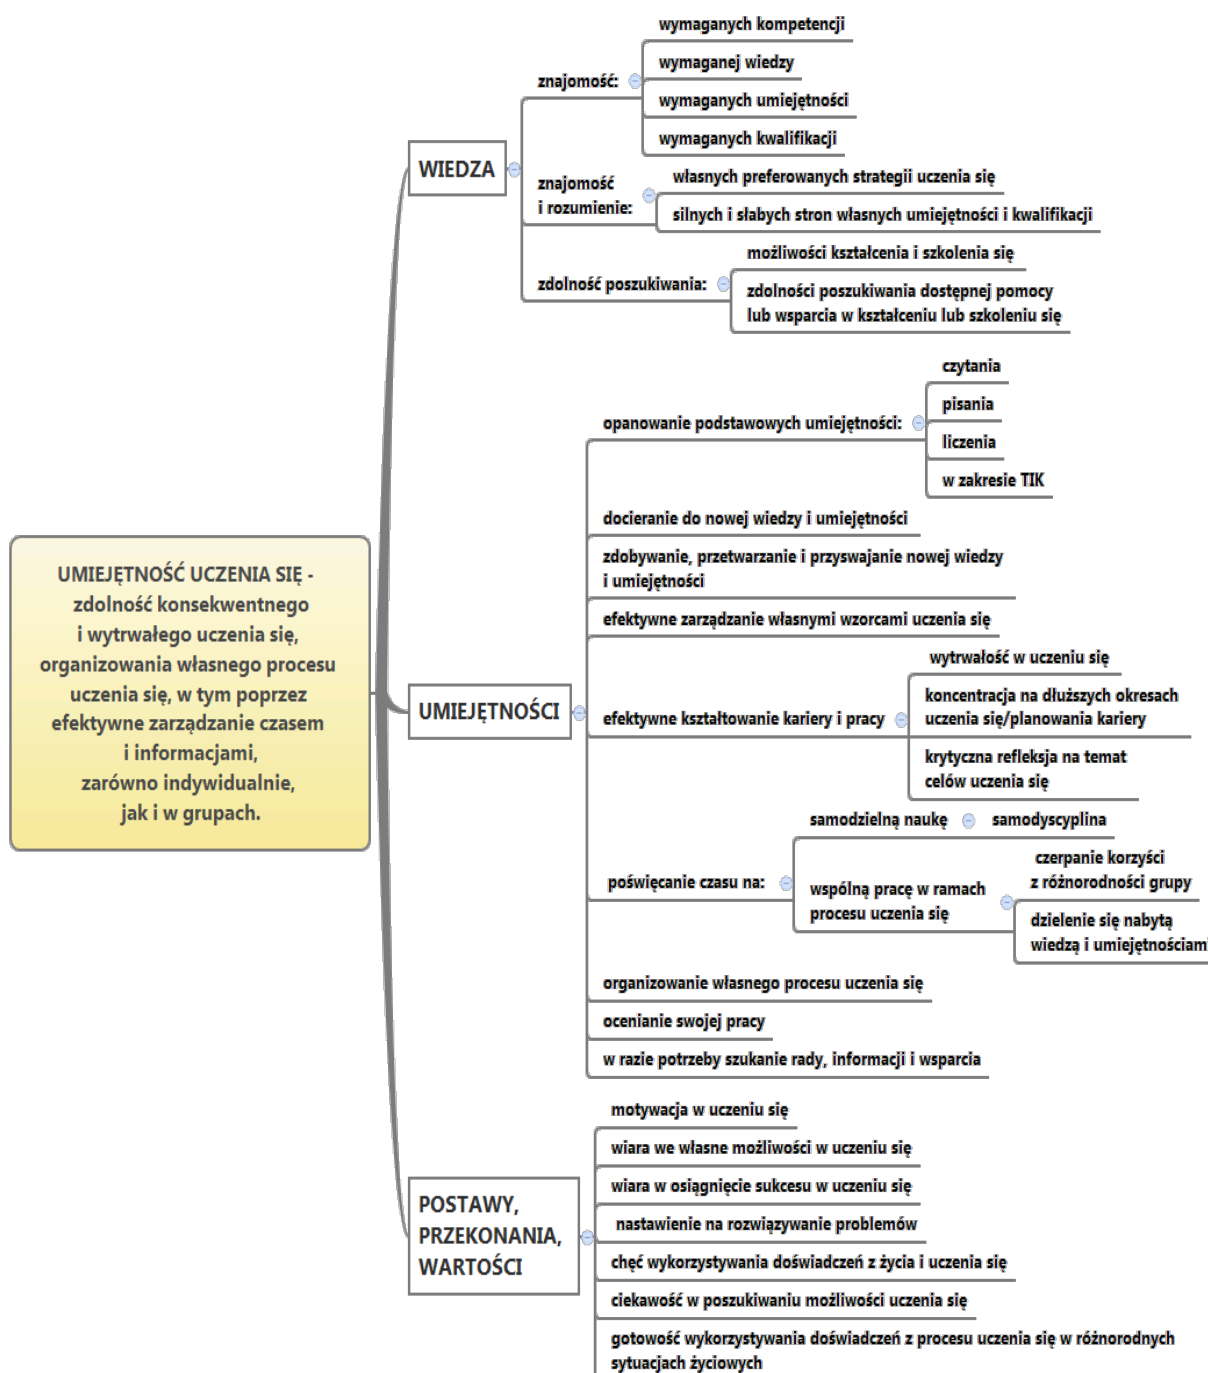 UMIEJĘTNOŚĆ UCZENIA SIĘ -
zdolność konsekwentnego
i wytrwałego uczenia się,
organizowania własnego procesu
uczenia się, w tym poprzez
efektywne zarządzanie czasem
i informacjami,
zarówno indywidualnie,
jak i w grupach.
WIEDZA
znajomość:
wymaganych kompetencji
wymaganej wiedzy
wymaganych umiejętności
wymaganych kwalifikacji
znajomość
i rozumienie:
własnych preferowanych strategii uczenia się
silnych i słabych stron własnych umiejętności i kwalifikacji
zdolność poszukiwania:
możliwości kształcenia i szkolenia się
zdolności poszukiwania dostępnej pomocy
lub wsparcia w kształceniu lub szkoleniu się
UMIEJĘTNOŚCI
opanowanie podstawowych umiejętności:
czytania
pisania
liczenia
w zakresie TIK
docieranie do nowej wiedzy i umiejętności
zdobywanie, przetwarzanie i przyswajanie nowej wiedzy
i umiejętności
efektywne zarządzanie własnymi wzorcami uczenia się
efektywne kształtowanie kariery i pracy
wytrwałość w uczeniu się
koncentracja na dłuższych okresach
uczenia się/planowania kariery
krytyczna refleksja na temat
celów uczenia się
poświęcanie czasu na:
samodzielną naukę
samodyscyplina
wspólną pracę w ramach
procesu uczenia się
czerpanie korzyści
z różnorodności grupy
dzielenie się nabytą
wiedzą i umiejętnościami
organizowanie własnego procesu uczenia się
ocenianie swojej pracy
w razie potrzeby szukanie rady, informacji i wsparcia
POSTAWY,
PRZEKONANIA,
WARTOŚCI
motywacja w uczeniu się
wiara we własne możliwości w uczeniu się
wiara w osiągnięcie sukcesu w uczeniu się
nastawienie na rozwiązywanie problemów
chęć wykorzystywania doświadczeń z życia i uczenia się
ciekawość w poszukiwaniu możliwości uczenia się
gotowość wykorzystywania doświadczeń z procesu uczenia się w różnorodnych
sytuacjach życiowych